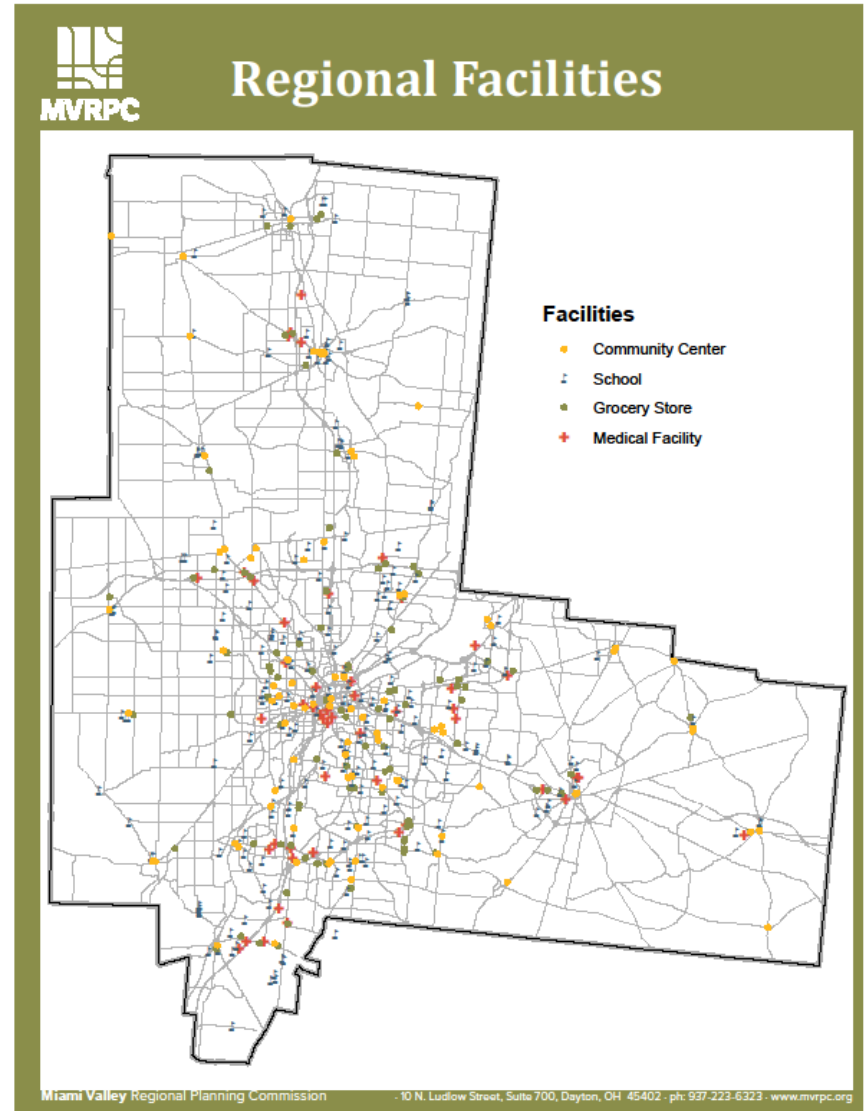 MVRPC
Regional Facilities
Facilities
Community Center
School
Grocery Store
Medical Facility
Miami Valley Regional Planning Commission · 10 N. Ludlow Street, Suite 700, Dayton, OH 45402 · ph: 937-223-6323 · www.mvrpc.org